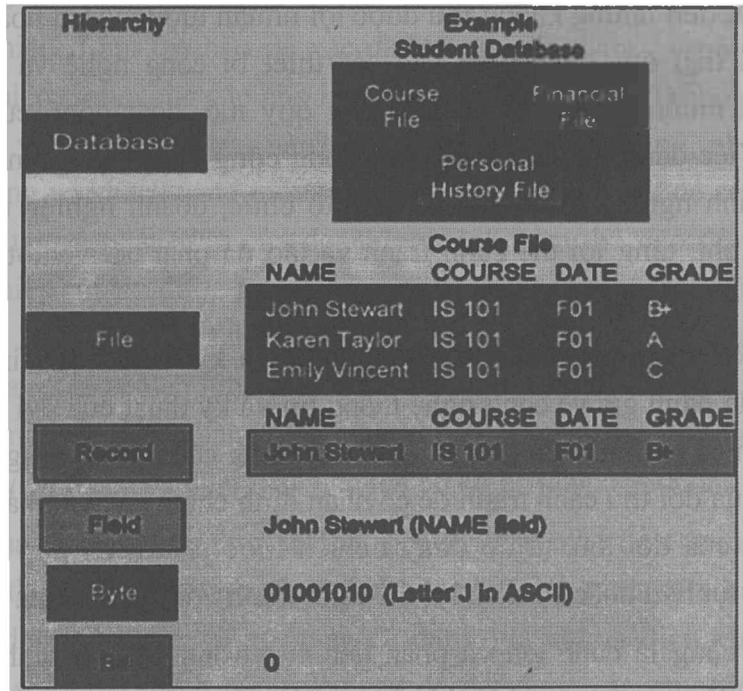 Hierarchy
Example
Student Database
Course
File
Financial
File
Database
Personal
History File
Course File
NAME COURSE DATE GRADE
John Stewart IS 101 F01 B+
File
Karen Taylor IS 101 F01 A
Emily Vincent IS 101 F01 C
NAME COURSE DATE GRADE
Record
John Stewart IS 101 F01 B+
Field
John Stewart (NAME field)
Byte
01001010 (Letter J in ASCII)
Bit
0